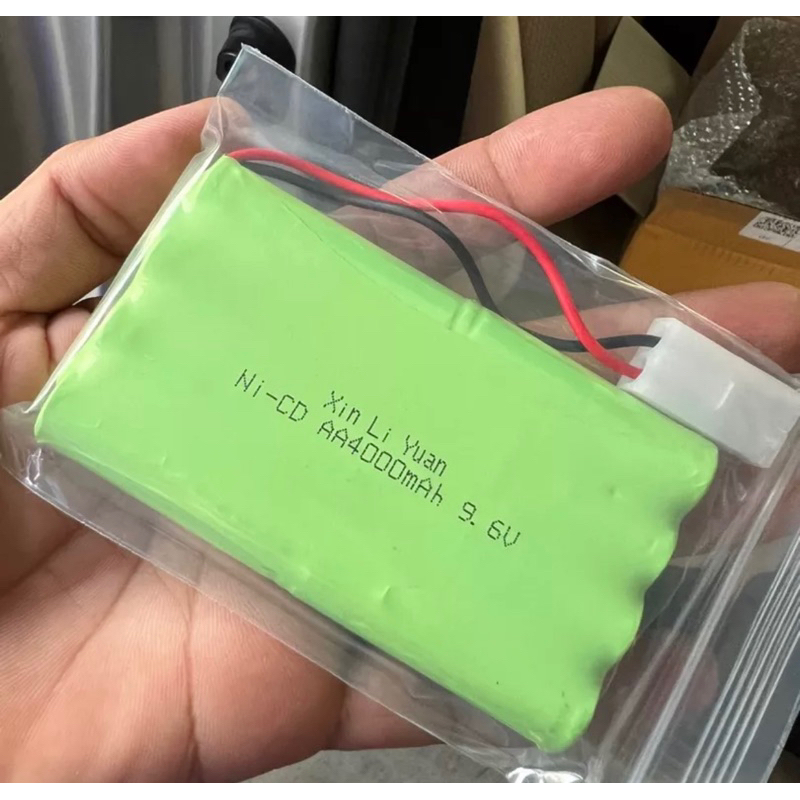 Xin Li Yuan
Ni-CD AA4000mAh 9.6V